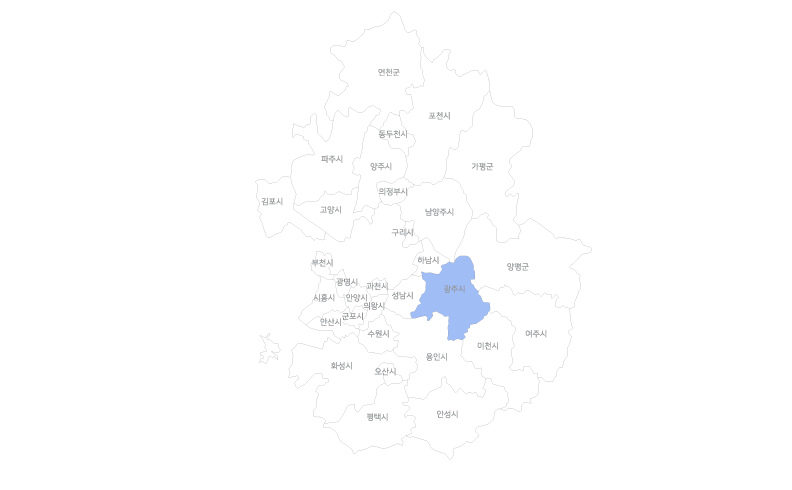 연천군
포천시
동두천시
파주시
양주시
가평군
의정부시
김포시
고양시
남양주시
구리시
하남시
부천시
양평군
광명시
과천시
광주시
시흥시
안양시
성남시
의왕시
군포시
안산시
수원시
여주시
이천시
용인시
화성시
오산시
평택시
안성시